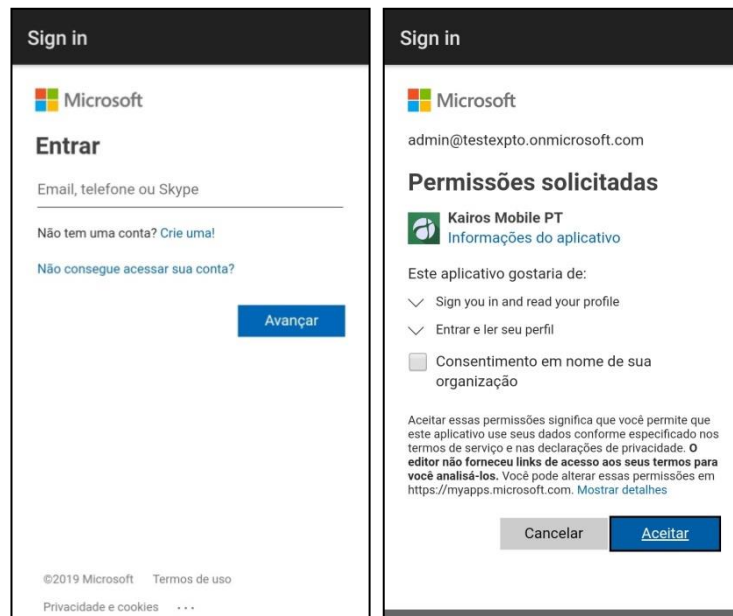 Sign in
Microsoft
Entrar
Email, telefone ou Skype
Não tem uma conta? Crie uma!
Não consegue acessar sua conta?
Avançar
©2019 Microsoft Termos de uso
Privacidade e cookies ...
Sign in
Microsoft
admin@testexpto.onmicrosoft.com
Permissões solicitadas
Kairos Mobile PT
Informações do aplicativo
Este aplicativo gostaria de:
Sign you in and read your profile
Entrar e ler seu perfil
Consentimento em nome de sua
organização
Aceitar essas permissões significa que você permite que
este aplicativo use seus dados conforme especificado nos
termos de serviço e nas declarações de privacidade. O
editor não forneceu links de acesso aos seus termos para
você analisá-los. Você pode alterar essas permissões em
https://myapps.microsoft.com. Mostrar detalhes
Cancelar Aceitar